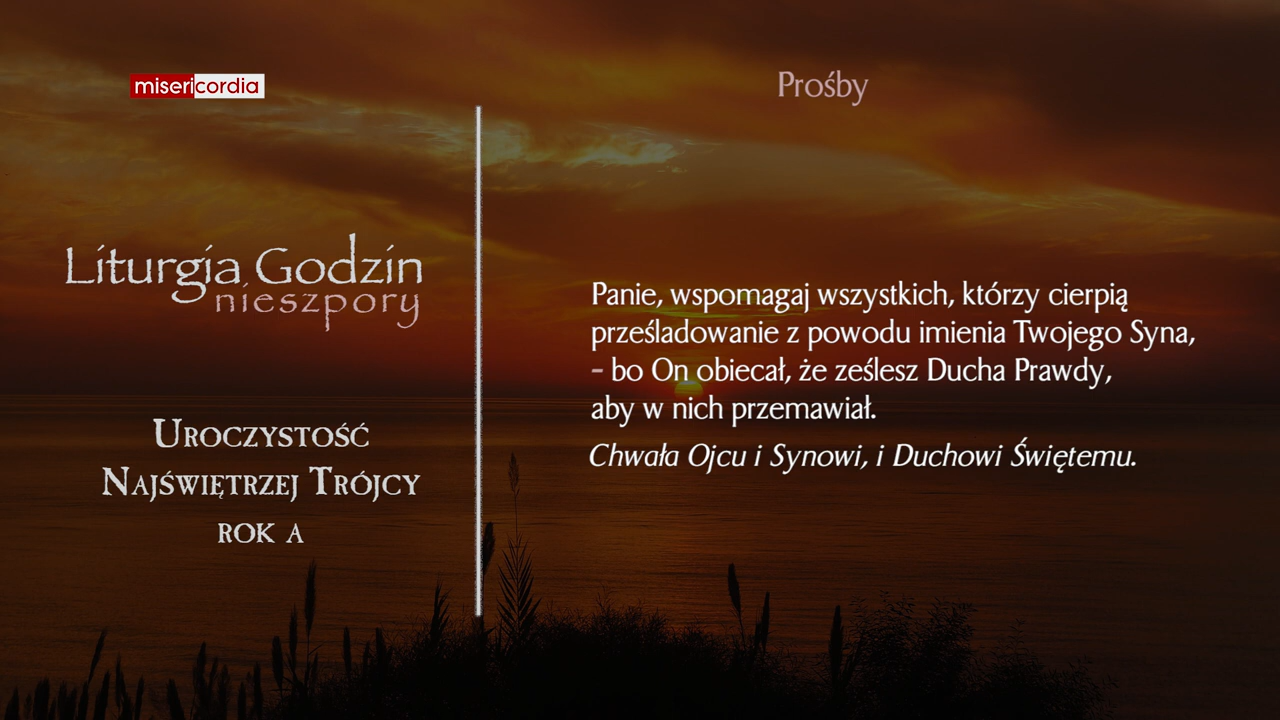 misericordia
Prośby
Liturgia Godzin
nieszpory
Uroczystość
Najświętrzej Trójcy
rok a
Panie, wspomagaj wszystkich, którzy cierpią
prześladowanie z powodu imienia Twojego Syna,
– bo On obiecał, że ześlesz Ducha Prawdy,
aby w nich przemawiał.
Chwała Ojcu i Synowi, i Duchowi Świętemu.